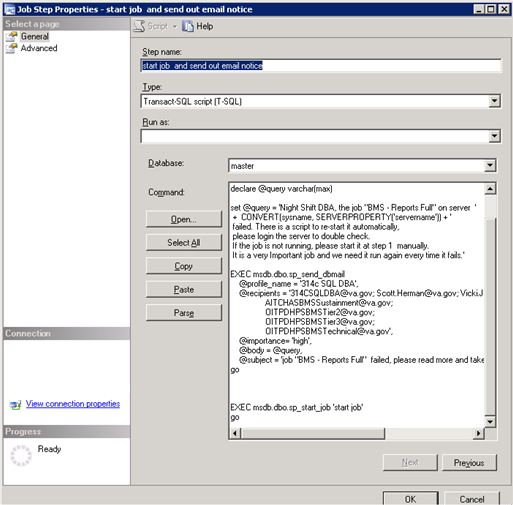 Job Step Properties - start job  and send out email notice
Select a page
General
Advanced
Script
Help
Step name:
start job  and send out email notice
Type:
Transact-SQL script (T-SQL)
Run as:
Database:
master
Command:
Open...
Select All
Copy
Paste
Parse
declare @query varchar(max)
set @query = 'Night Shift DBA, the job "BMS - Reports Full" on server  '
+  CONVERT(sysname, SERVERPROPERTY('servername')) + '
failed. There is a script to re-start it automatically,
please login the server to double check.
If the job is not running, please start it at step 1  manually.
It is a very Important job and we need it run again every time it fails.'
EXEC msdb.dbo.sp_send_dbmail
@profile_name = '314c SQL DBA',
@recipients = '314CSQLDBA@va.gov; Scott.Herman@va.gov; Vicki.J
AITCHASBMSSustainment@va.gov;
OITPDHPSBMSTier2@va.gov;
OITPDHPSBMSTier3@va.gov;
OITPDHPSBMSTechnical@va.gov',
@importance= 'high',
@body = @query,
@subject = 'job "BMS - Reports Full"  failed, please read more and take
go
EXEC msdb.dbo.sp_start_job 'start job'
go
Connection
View connection properties
Progress
Ready
Next
Previous
OK
Cancel